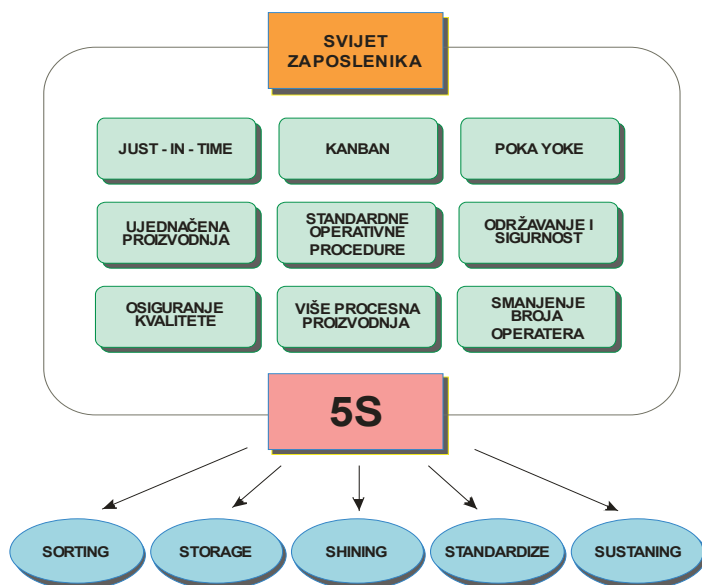 SVIJET
ZAPOSLENIKA
JUST - IN - TIME
KANBAN
POKA YOKE
UJEDNAČENA
PROIZVODNJA
STANDARDNE
OPERATIVNE
PROCEDURE
ODRŽAVANJE I
SIGURNOST
OSIGURANJE
KVALITETE
VIŠE PROCESNA
PROIZVODNJA
SMANJENJE
BROJA
OPERATERA
5S
SORTING
STORAGE
SHINING
STANDARDIZE
SUSTANING